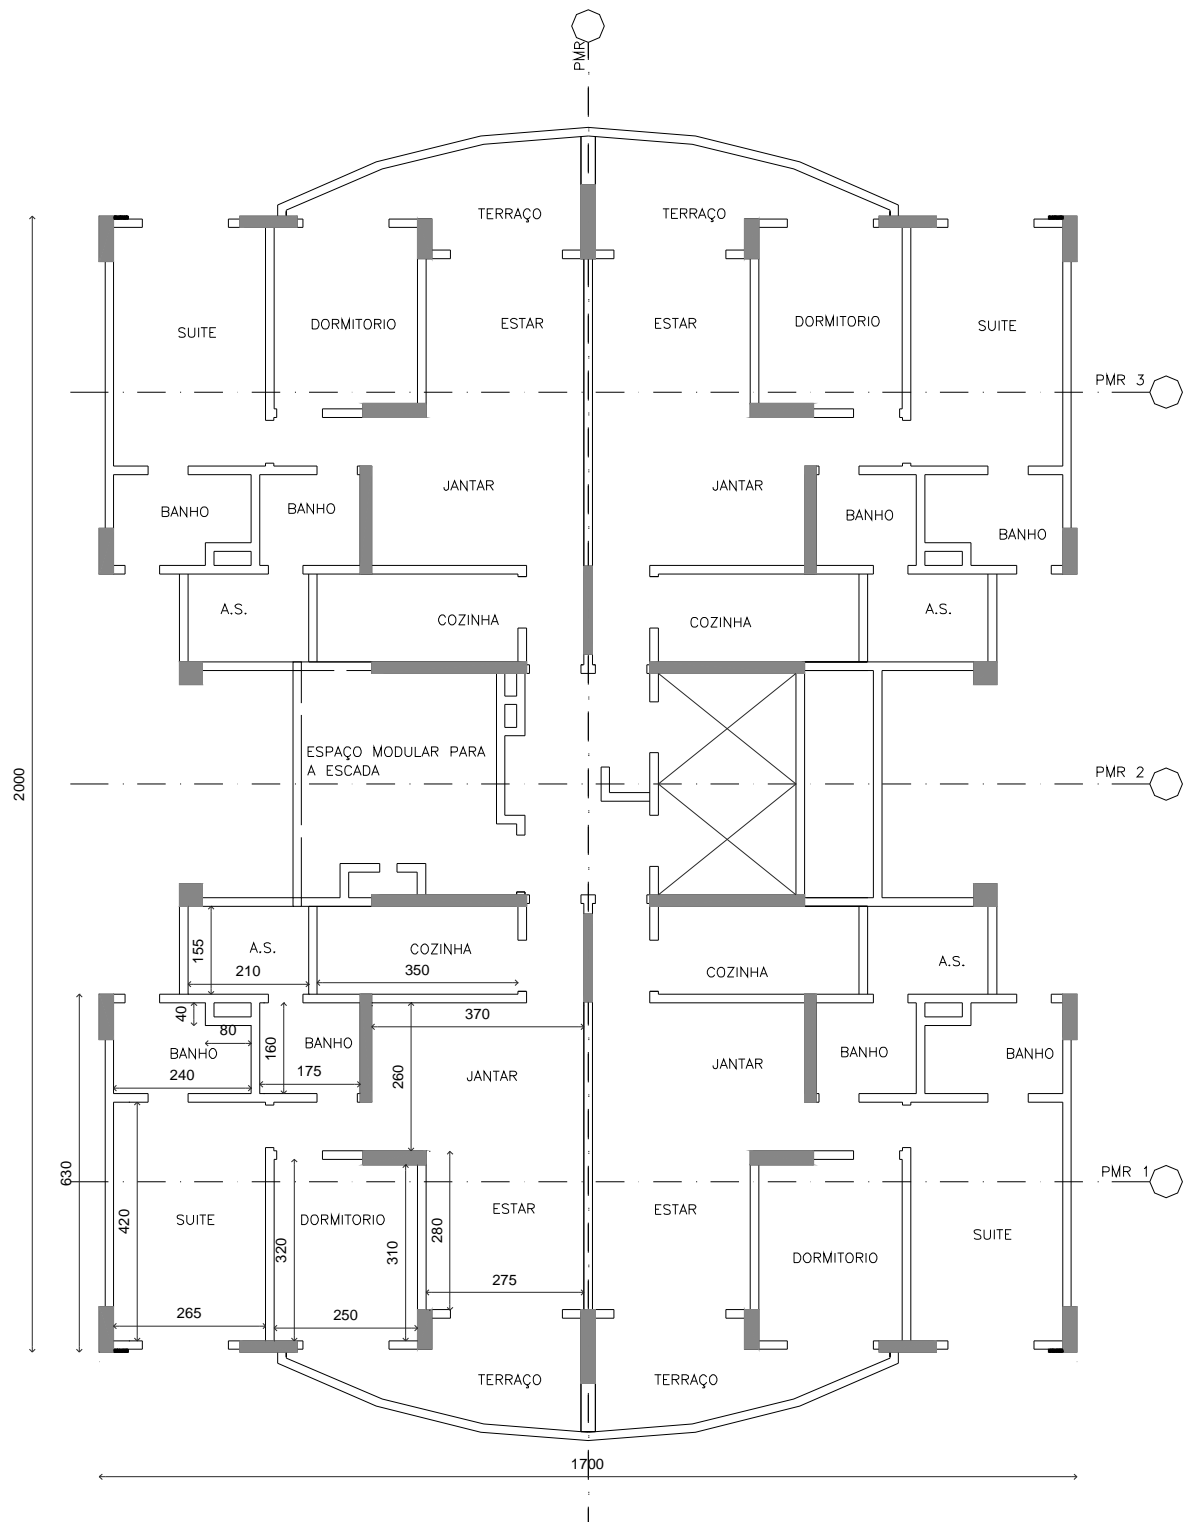 PMR
TERRAÇO
TERRAÇO
SUITE
DORMITORIO
ESTAR
ESTAR
DORMITORIO
SUITE
PMR 3
BANHO
BANHO
JANTAR
JANTAR
BANHO
BANHO
A.S.
COZINHA
COZINHA
A.S.
2000
ESPAÇO MODULAR PARA
A ESCADA
PMR 2
155
A.S.
210
COZINHA
350
COZINHA
A.S.
40
80
370
BANHO
160
BANHO
240
175
260
JANTAR
JANTAR
BANHO
BANHO
630
PMR 1
420
SUITE
320
DORMITORIO
310
280
ESTAR
ESTAR
DORMITORIO
SUITE
265
250
275
TERRAÇO
TERRAÇO
1700